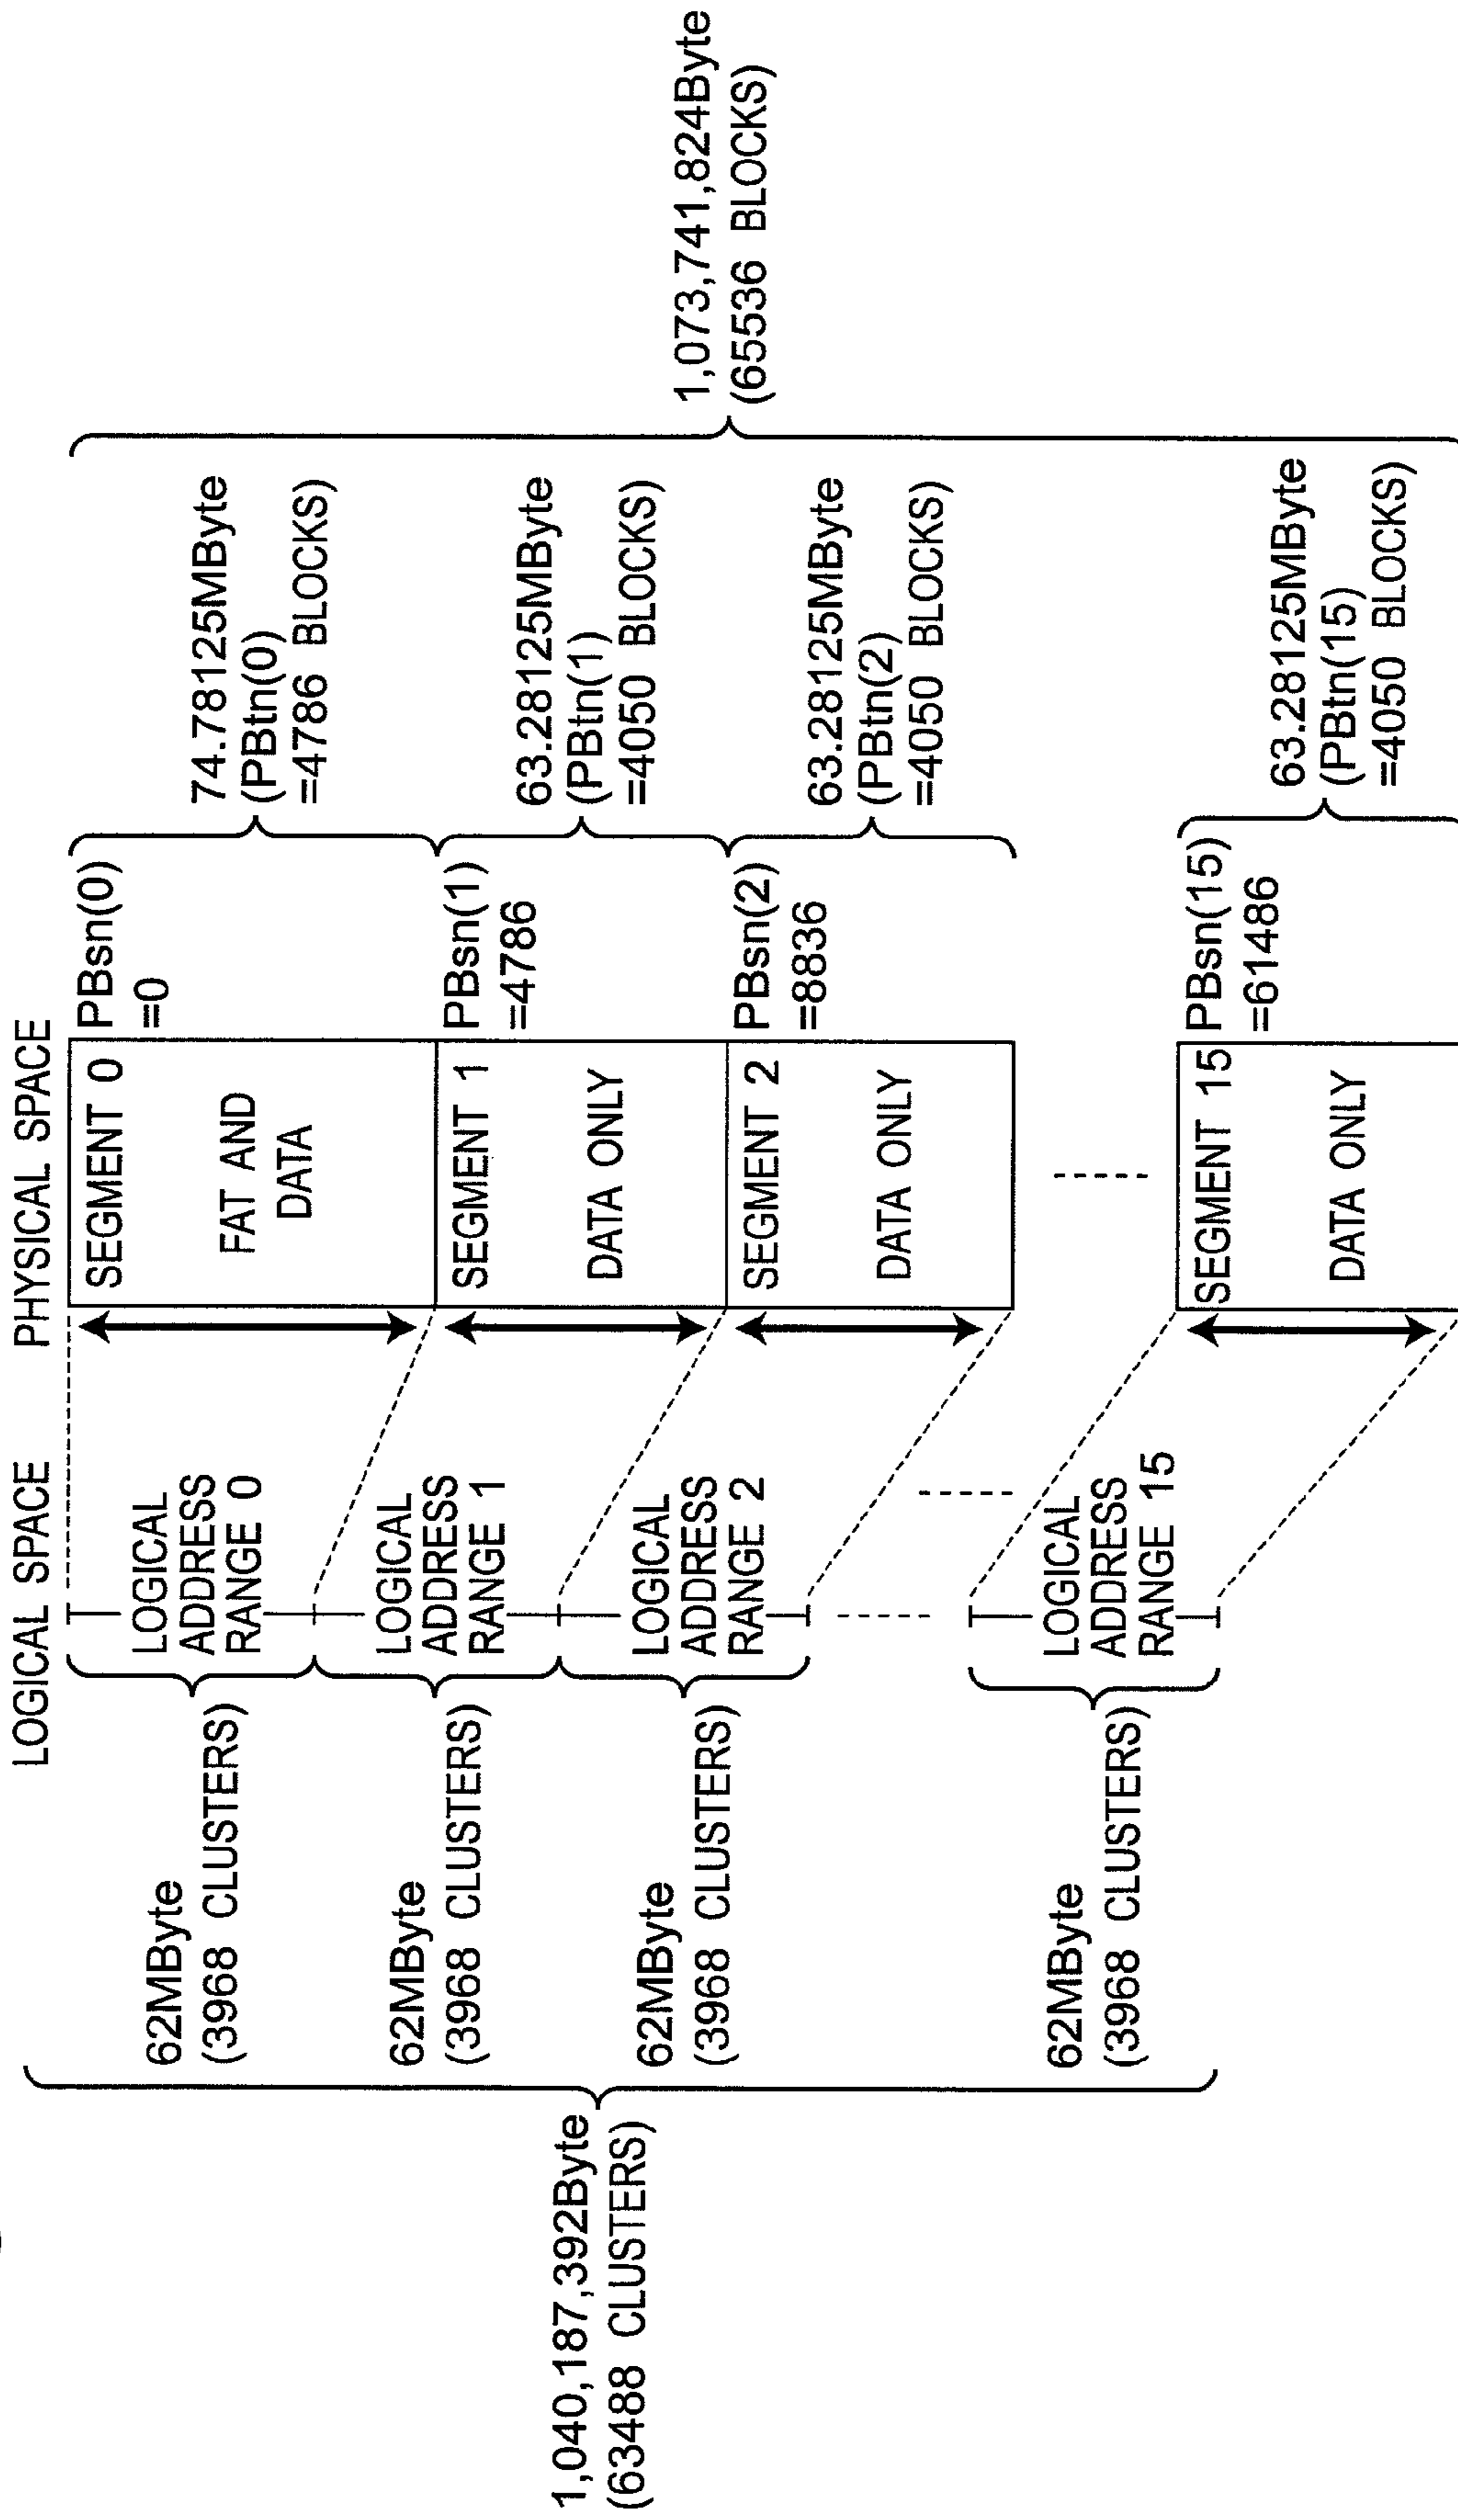 LOGICAL SPACE
PHYSICAL SPACE
1,040,187,392Byte
(63488 CLUSTERS)
62MByte
(3968 CLUSTERS)
LOGICAL
ADDRESS
RANGE 0
SEGMENT 0
FAT AND
DATA
PBsn(0)
=0
74.78125MByte
(PBtn(0)
=4786 BLOCKS)
62MByte
(3968 CLUSTERS)
LOGICAL
ADDRESS
RANGE 1
SEGMENT 1
DATA ONLY
PBsn(1)
=4786
63.28125MByte
(PBtn(1)
=4050 BLOCKS)
62MByte
(3968 CLUSTERS)
LOGICAL
ADDRESS
RANGE 2
SEGMENT 2
DATA ONLY
PBsn(2)
=8836
63.28125MByte
(PBtn(2)
=4050 BLOCKS)
62MByte
(3968 CLUSTERS)
LOGICAL
ADDRESS
RANGE 15
SEGMENT 15
DATA ONLY
PBsn(15)
=61486
63.28125MByte
(PBtn(15)
=4050 BLOCKS)
1,073,741,824Byte
(65536 BLOCKS)